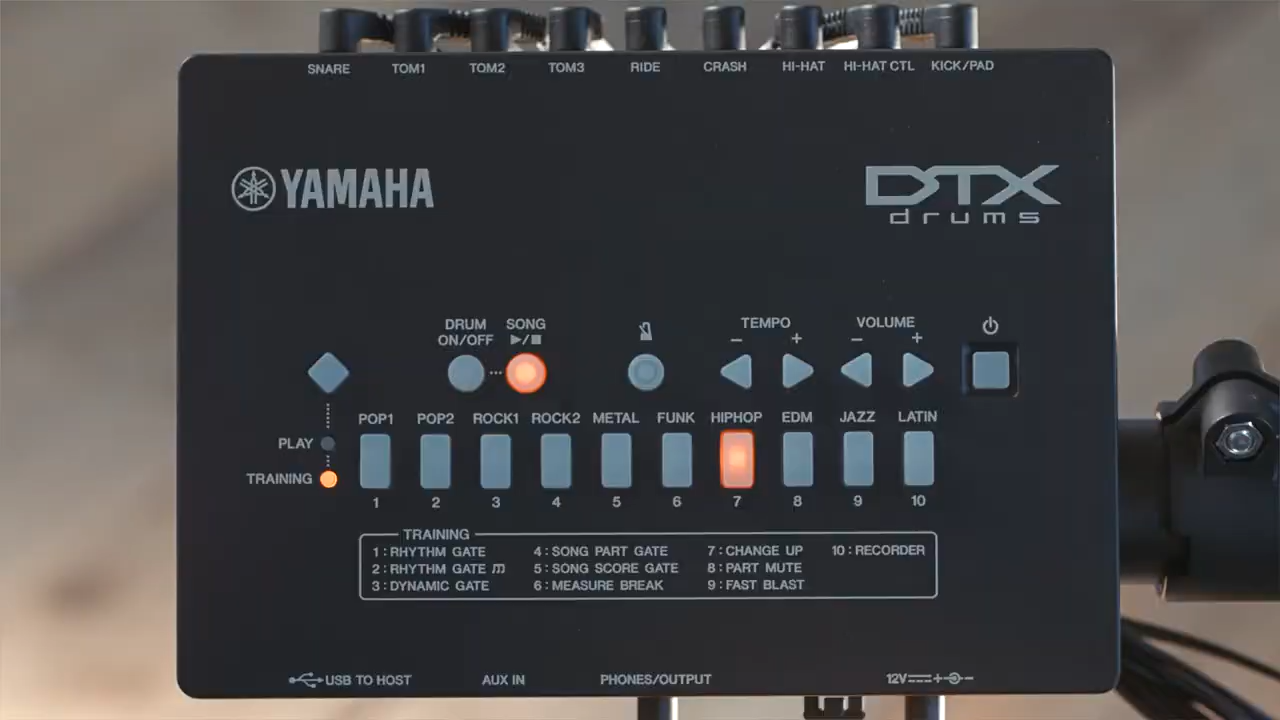 SNARE TOM1 TOM2 TOM3 RIDE CRASH HI-HAT HI-HAT CTL KICK/PAD
YAMAHA
DTX
drums
DRUM
ON/OFF
SONG
▶/■
TEMPO
− +
VOLUME
− +
POP1 POP2 ROCK1 ROCK2 METAL FUNK HIPHOP EDM JAZZ LATIN
PLAY
TRAINING
1 2 3 4 5 6 7 8 9 10
TRAINING
1 : RHYTHM GATE 4 : SONG PART GATE 7 : CHANGE UP 10 : RECORDER
2 : RHYTHM GATE 5 : SONG SCORE GATE 8 : PART MUTE
3 : DYNAMIC GATE 6 : MEASURE BREAK 9 : FAST BLAST
USB TO HOST AUX IN PHONES/OUTPUT 12V